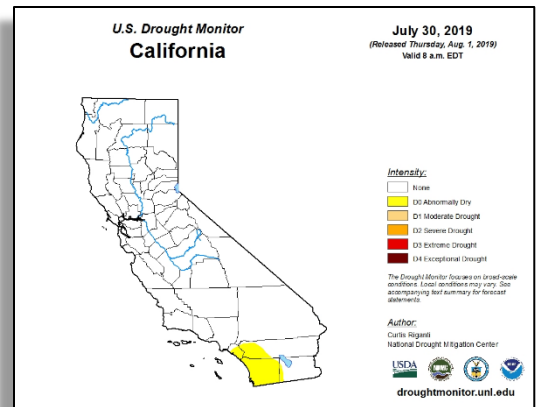 U.S. Drought Monitor
California
July 30, 2019
(Released Thursday, Aug. 1, 2019)
Valid 8 a.m. EDT
Intensity:
None
D0 Abnormally Dry
D1 Moderate Drought
D2 Severe Drought
D3 Extreme Drought
D4 Exceptional Drought
The Drought Monitor focuses on broad-scale
conditions. Local conditions may vary. See
accompanying text summary for forecast
statements.
Author:
Curtis Riganti
National Drought Mitigation Center
USDA
droughtmonitor.unl.edu